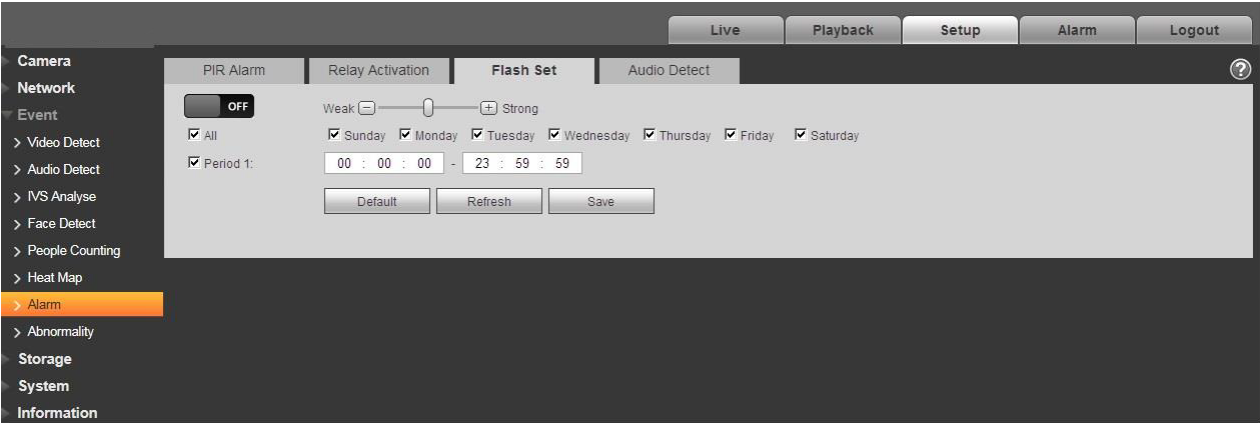 Live Playback Setup Alarm Logout
Camera
Network
Event
Video Detect
Audio Detect
IVS Analyse
Face Detect
People Counting
Heat Map
Alarm
Abnormality
Storage
System
Information
PIR Alarm Relay Activation Flash Set Audio Detect ?
OFF Weak - + Strong
All Sunday Monday Tuesday Wednesday Thursday Friday Saturday
Period 1: 00 : 00 : 00 - 23 : 59 : 59
Default Refresh Save